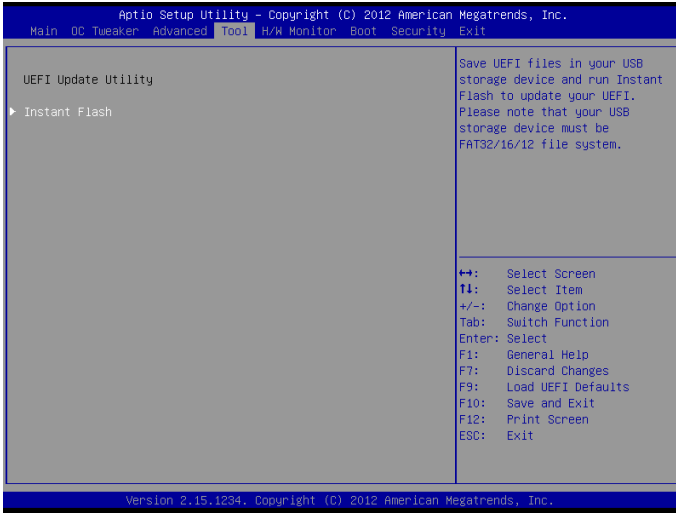 Aptio Setup Utility – Copyright (C) 2012 American Megatrends, Inc.
Main OC Tweaker Advanced Tool H/W Monitor Boot Security Exit
UEFI Update Utility
▶ Instant Flash
Save UEFI files in your USB
storage device and run Instant
Flash to update your UEFI.
Please note that your USB
storage device must be
FAT32/16/12 file system.
↔: Select Screen
↑↓: Select Item
+/-: Change Option
Tab: Switch Function
Enter: Select
F1: General Help
F7: Discard Changes
F9: Load UEFI Defaults
F10: Save and Exit
F12: Print Screen
ESC: Exit
Version 2.15.1234. Copyright (C) 2012 American Megatrends, Inc.